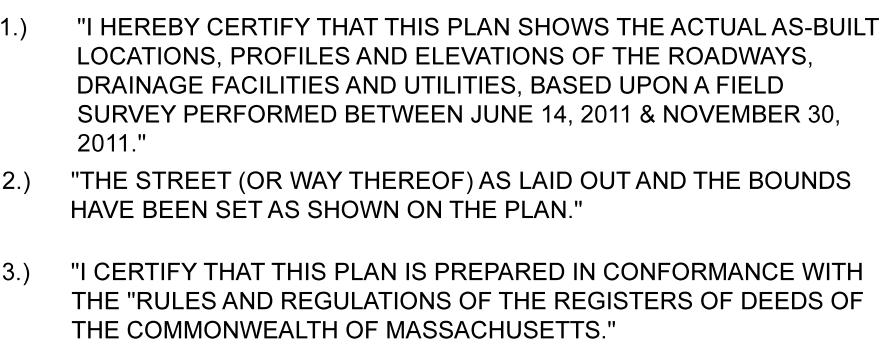 1.) "I HEREBY CERTIFY THAT THIS PLAN SHOWS THE ACTUAL AS-BUILT
LOCATIONS, PROFILES AND ELEVATIONS OF THE ROADWAYS,
DRAINAGE FACILITIES AND UTILITIES, BASED UPON A FIELD
SURVEY PERFORMED BETWEEN JUNE 14, 2011 & NOVEMBER 30,
2011."
2.) "THE STREET (OR WAY THEREOF) AS LAID OUT AND THE BOUNDS
HAVE BEEN SET AS SHOWN ON THE PLAN."
3.) "I CERTIFY THAT THIS PLAN IS PREPARED IN CONFORMANCE WITH
THE "RULES AND REGULATIONS OF THE REGISTERS OF DEEDS OF
THE COMMONWEALTH OF MASSACHUSETTS."